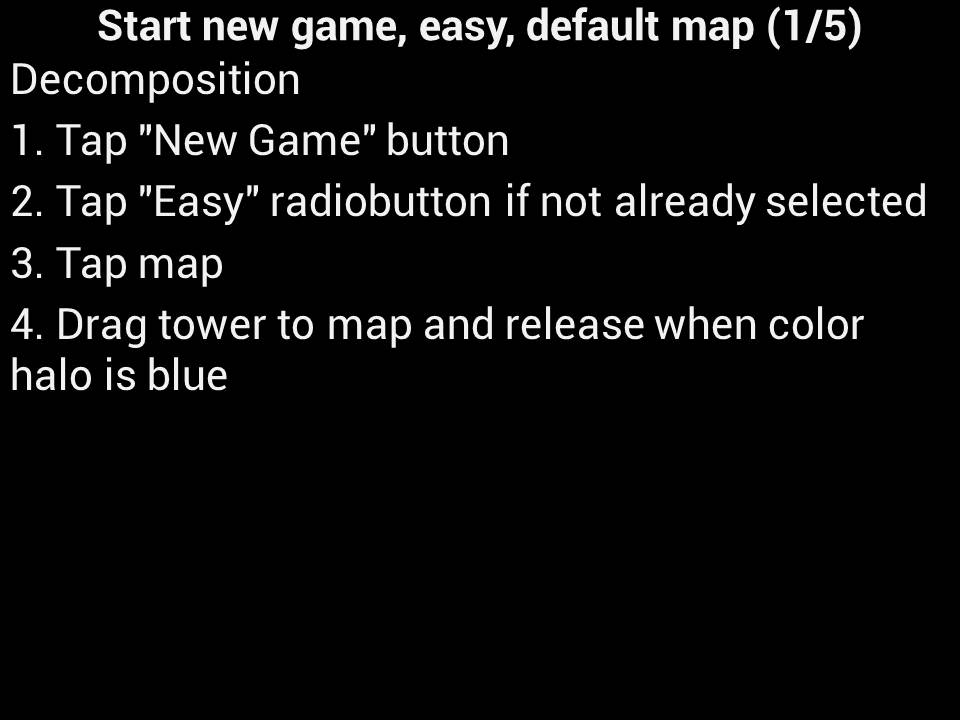 Start new game, easy, default map (1/5)
Decomposition
1. Tap "New Game" button
2. Tap "Easy" radiobutton if not already selected
3. Tap map
4. Drag tower to map and release when color
halo is blue